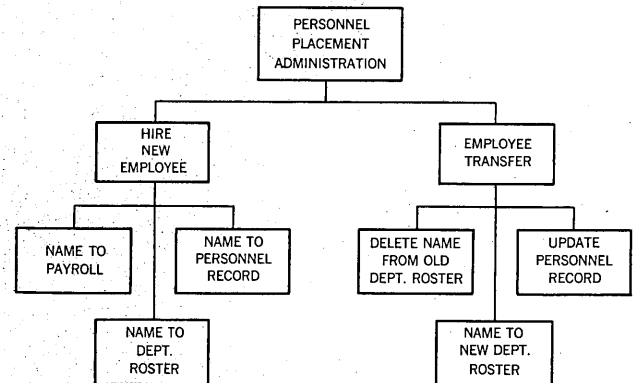 PERSONNEL
PLACEMENT
ADMINISTRATION
HIRE
NEW
EMPLOYEE
EMPLOYEE
TRANSFER
NAME TO
PAYROLL
NAME TO
PERSONNEL
RECORD
DELETE NAME
FROM OLD
DEPT. ROSTER
UPDATE
PERSONNEL
RECORD
NAME TO
DEPT.
ROSTER
NAME TO
NEW DEPT.
ROSTER